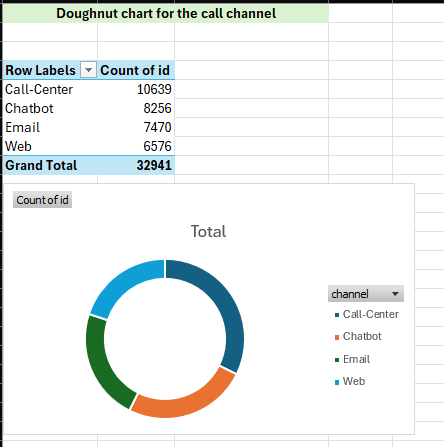 Doughnut chart for the call channel
Row Labels Count of id
Call-Center 10639
Chatbot 8256
Email 7470
Web 6576
Grand Total 32941
Count of id
Total
channel
Call-Center
Chatbot
Email
Web